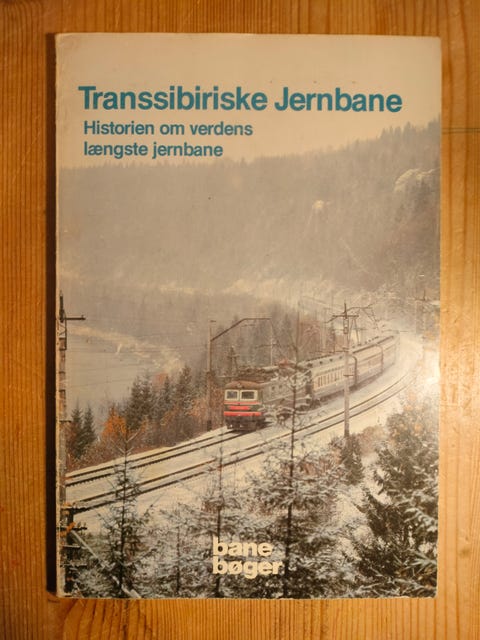 Transsibiriske Jernbane
Historien om verdens
længste jernbane
bane
bøger